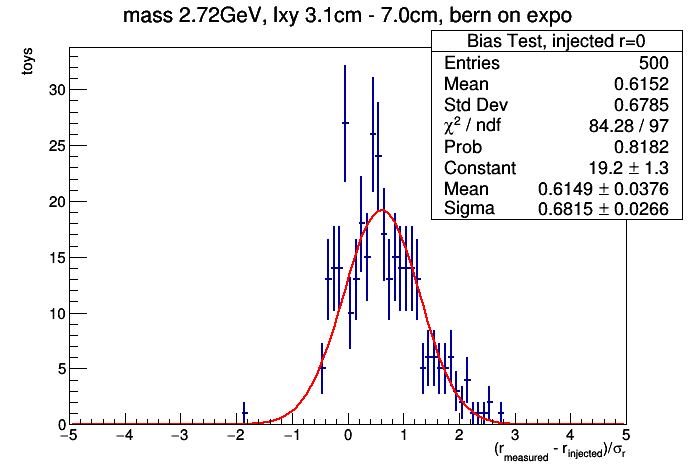 mass 2.72GeV, lxy 3.1cm - 7.0cm, bern on expo
Bias Test, injected r=0
Entries 500
Mean 0.6152
Std Dev 0.6785
χ² / ndf 84.28 / 97
Prob 0.8182
Constant 19.2 ± 1.3
Mean 0.6149 ± 0.0376
Sigma 0.6815 ± 0.0266
toys
30
25
20
15
10
5
0
−5 −4 −3 −2 −1 0 1 2 3 4 5
(r_measured - r_injected)/σ_r